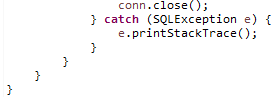 conn.close();
} catch (SQLException e) {
e.printStackTrace();
}
}
}
}